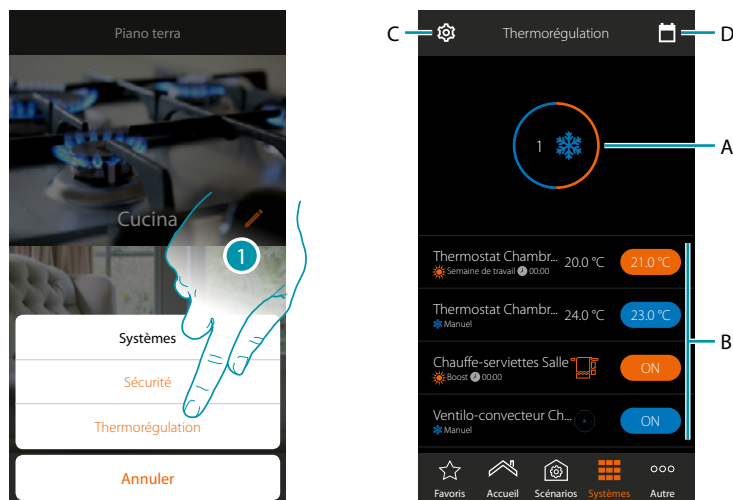 Piano terra
Cucina
1
Systèmes
Sécurité
Thermorégulation
Annuler
C
Thermorégulation
D
1
A
Thermostat Chambr... 20.0 °C 21.0 °C
Semaine de travail 00:00
Thermostat Chambr... 24.0 °C 23.0 °C
Manuel
B
Chauffe-serviettes Salle ON
Boost 00:00
Ventilo-convecteur Ch... ON
Manuel
Favoris Accueil Scénarios Systèmes Autre